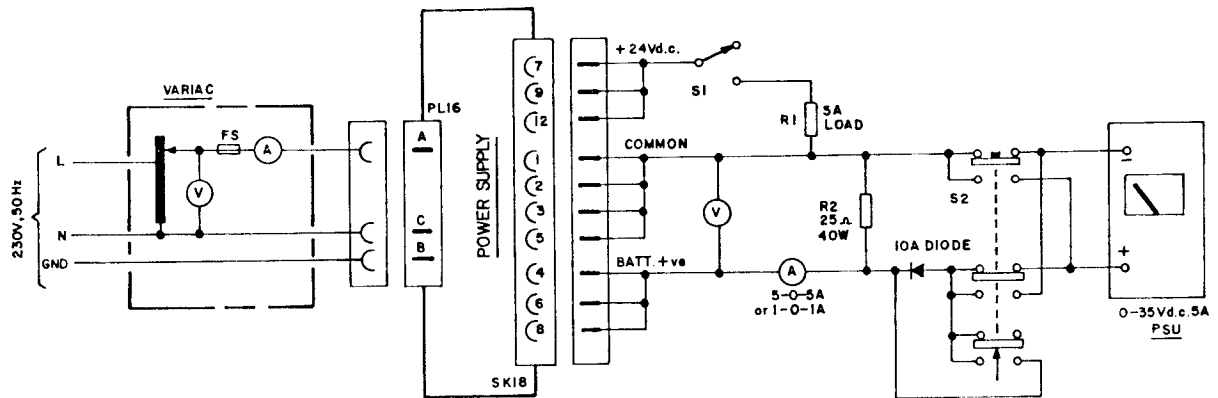 VARIAC
230V, 50Hz
L
N
GND
FS
A
V
PL16
A
C
B
POWER SUPPLY
SK18
7
9
12
1
2
3
5
4
6
8
+24Vd.c.
S1
R1
5A
LOAD
COMMON
V
R2
25Ω
40W
BATT.+ve
A
5-0-5A
or 1-0-1A
10A DIODE
S2
−
+
0-35Vd.c.5A
PSU